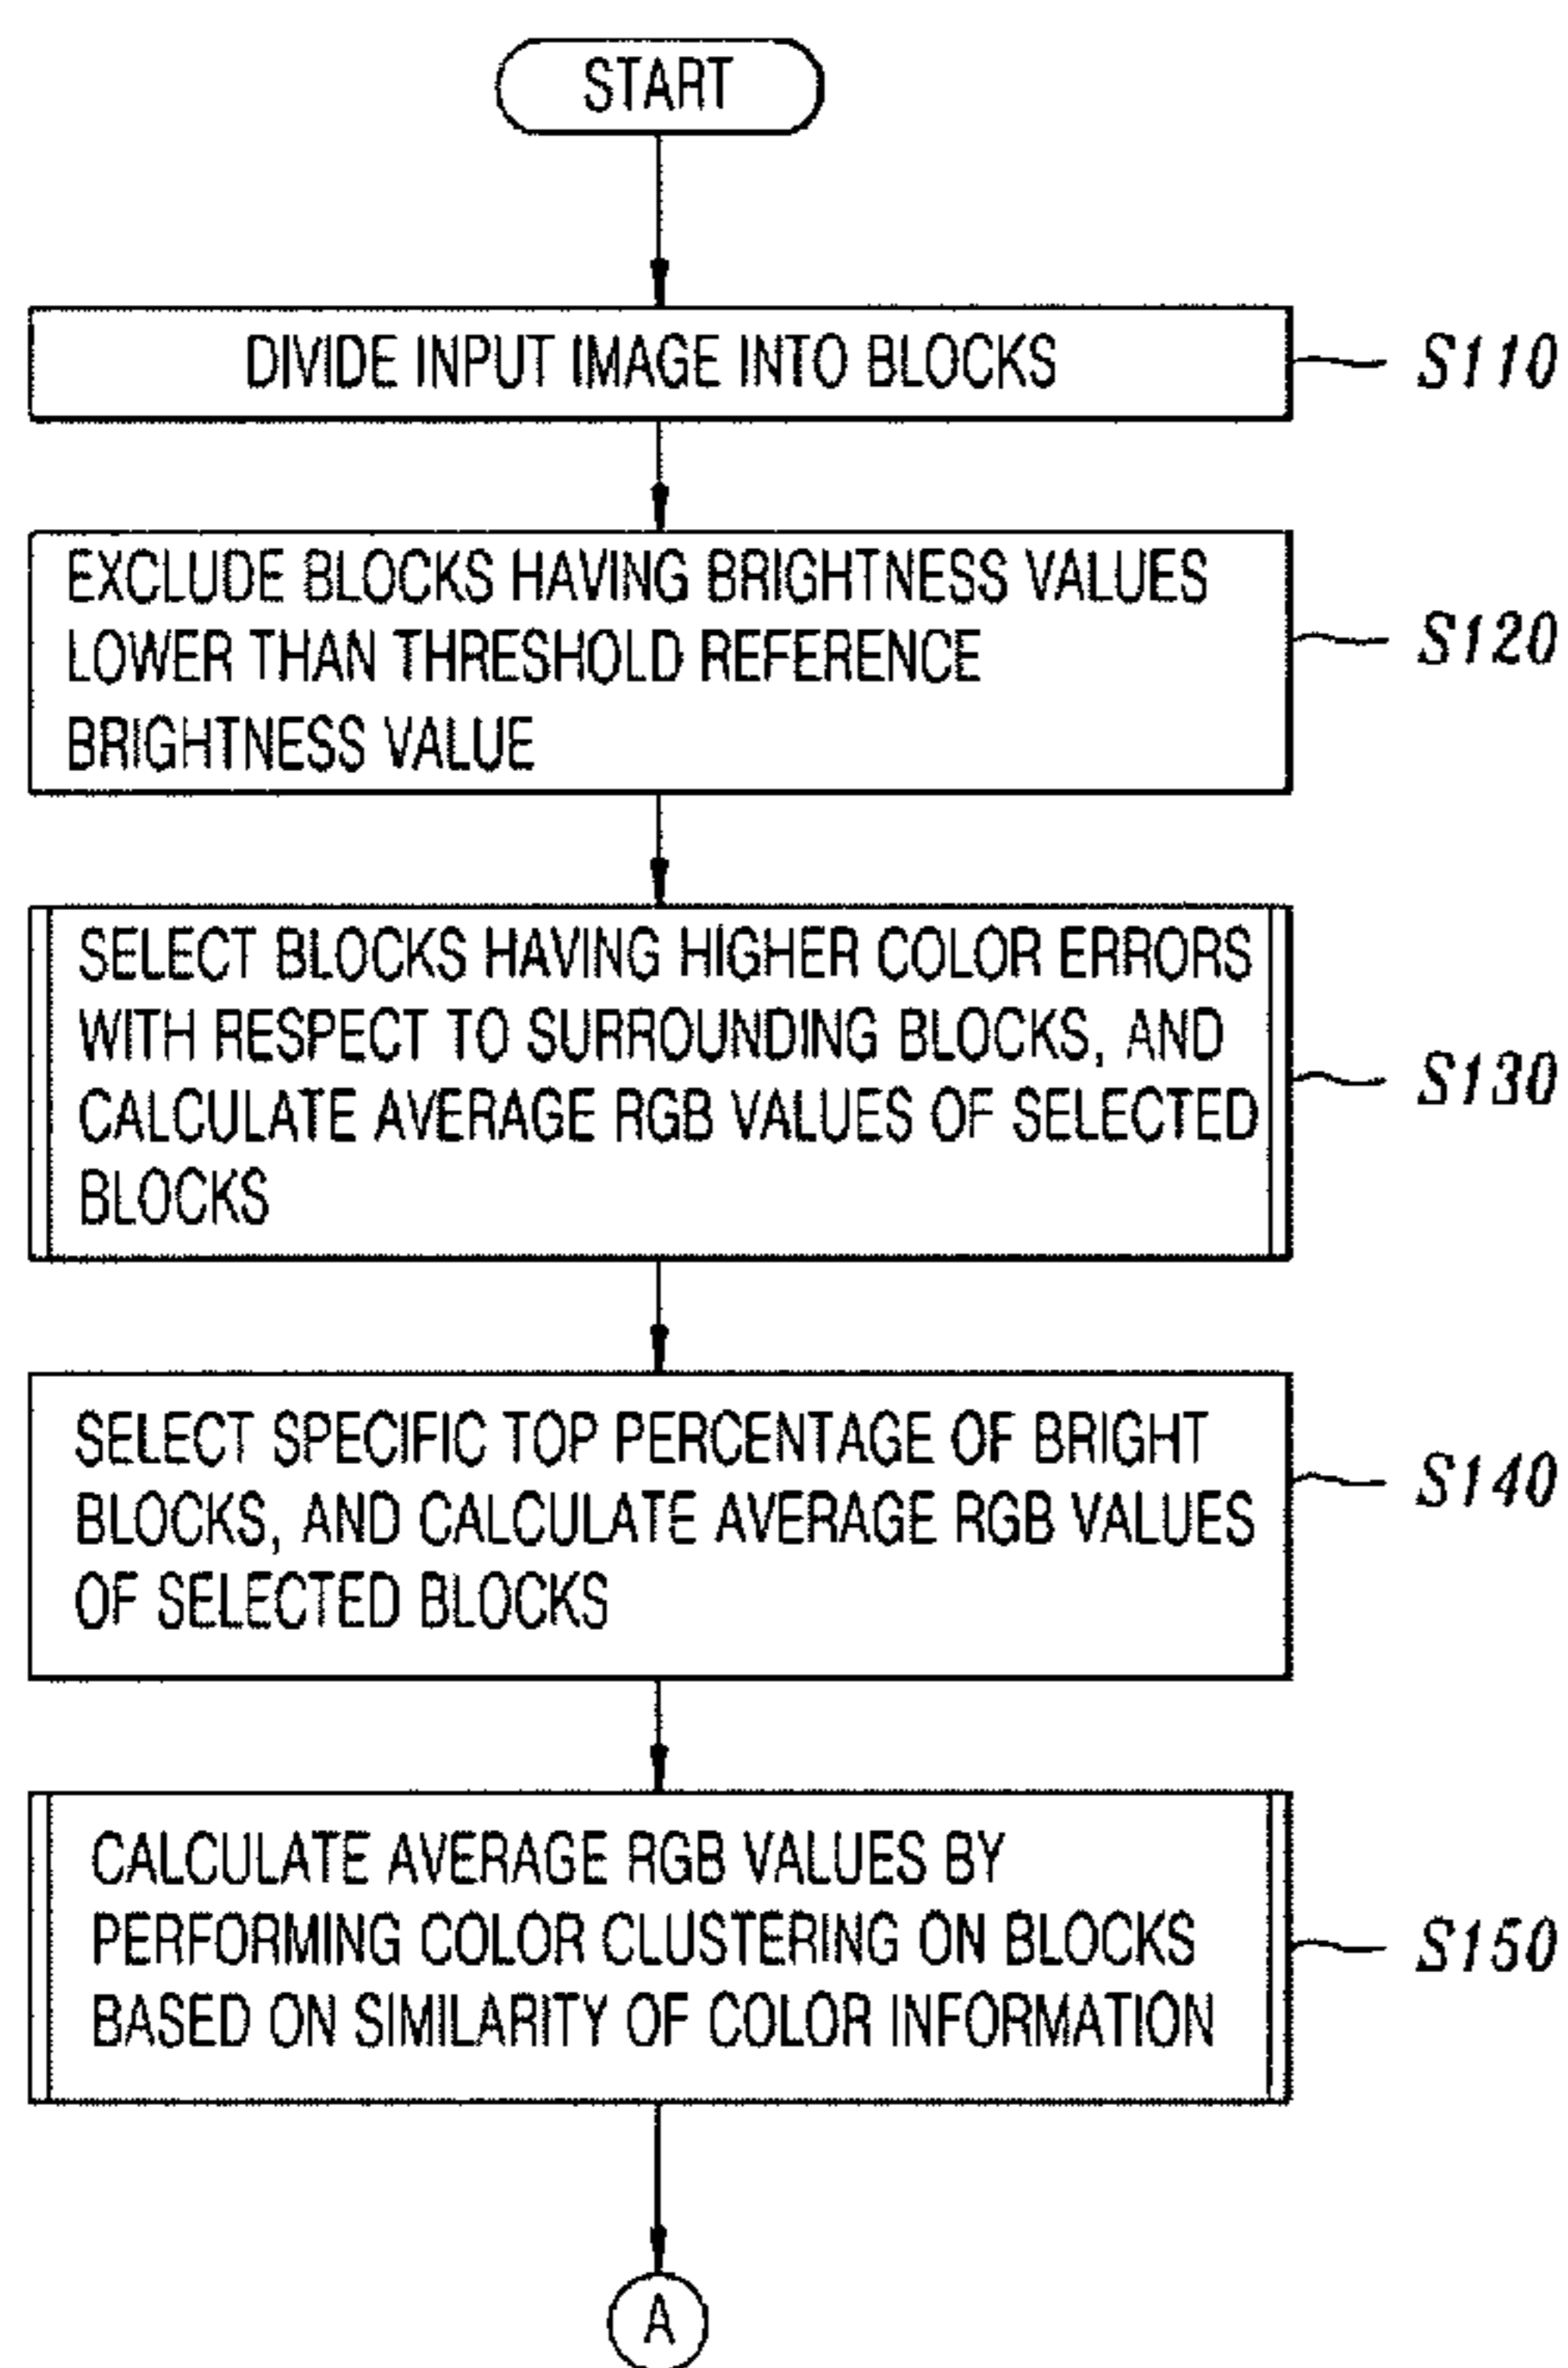 START
DIVIDE INPUT IMAGE INTO BLOCKS
S110
EXCLUDE BLOCKS HAVING BRIGHTNESS VALUES
LOWER THAN THRESHOLD REFERENCE
BRIGHTNESS VALUE
S120
SELECT BLOCKS HAVING HIGHER COLOR ERRORS
WITH RESPECT TO SURROUNDING BLOCKS, AND
CALCULATE AVERAGE RGB VALUES OF SELECTED
BLOCKS
S130
SELECT SPECIFIC TOP PERCENTAGE OF BRIGHT
BLOCKS, AND CALCULATE AVERAGE RGB VALUES
OF SELECTED BLOCKS
S140
CALCULATE AVERAGE RGB VALUES BY
PERFORMING COLOR CLUSTERING ON BLOCKS
BASED ON SIMILARITY OF COLOR INFORMATION
S150
A